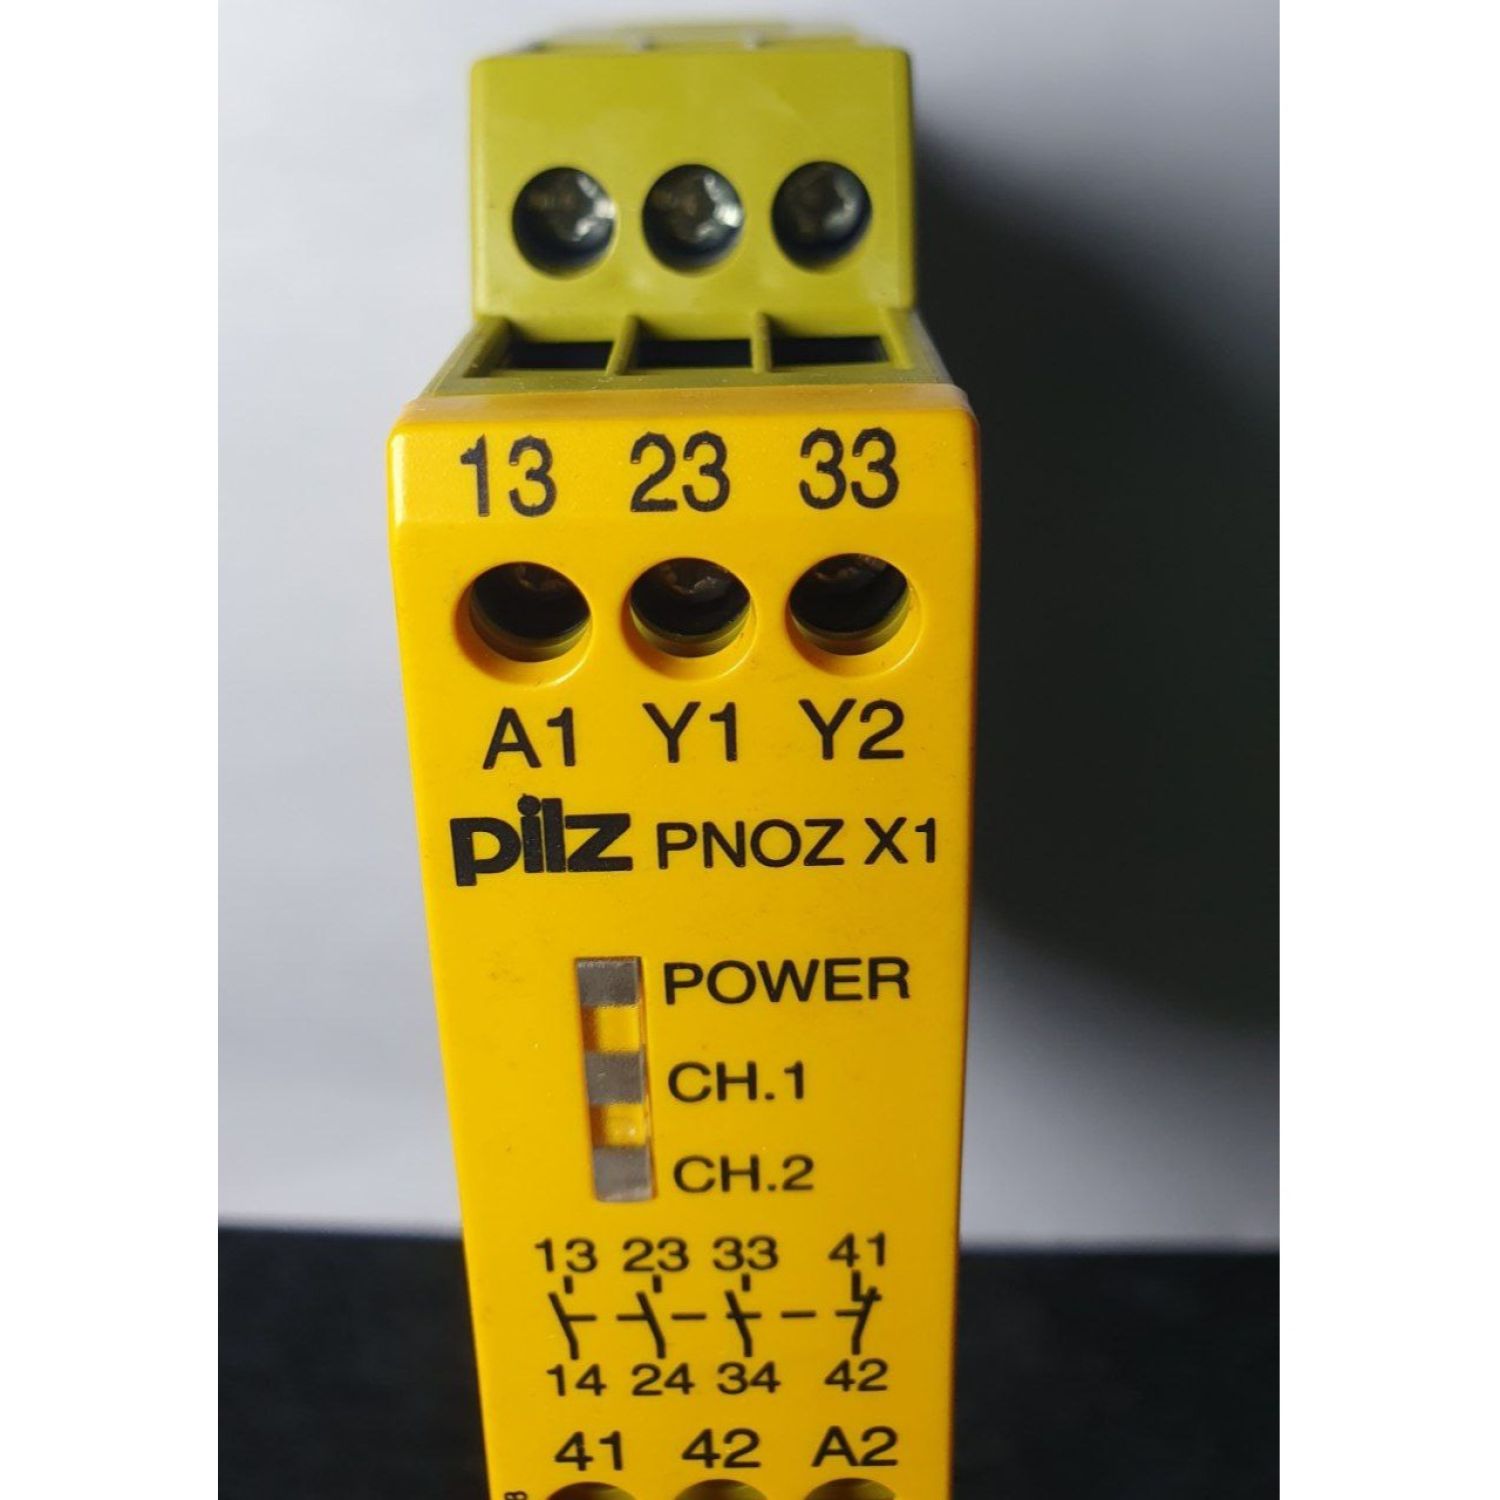 13 23 33
A1 Y1 Y2
pilz PNOZ X1
POWER
CH.1
CH.2
13 23 33 41
14 24 34 42
41 42 A2